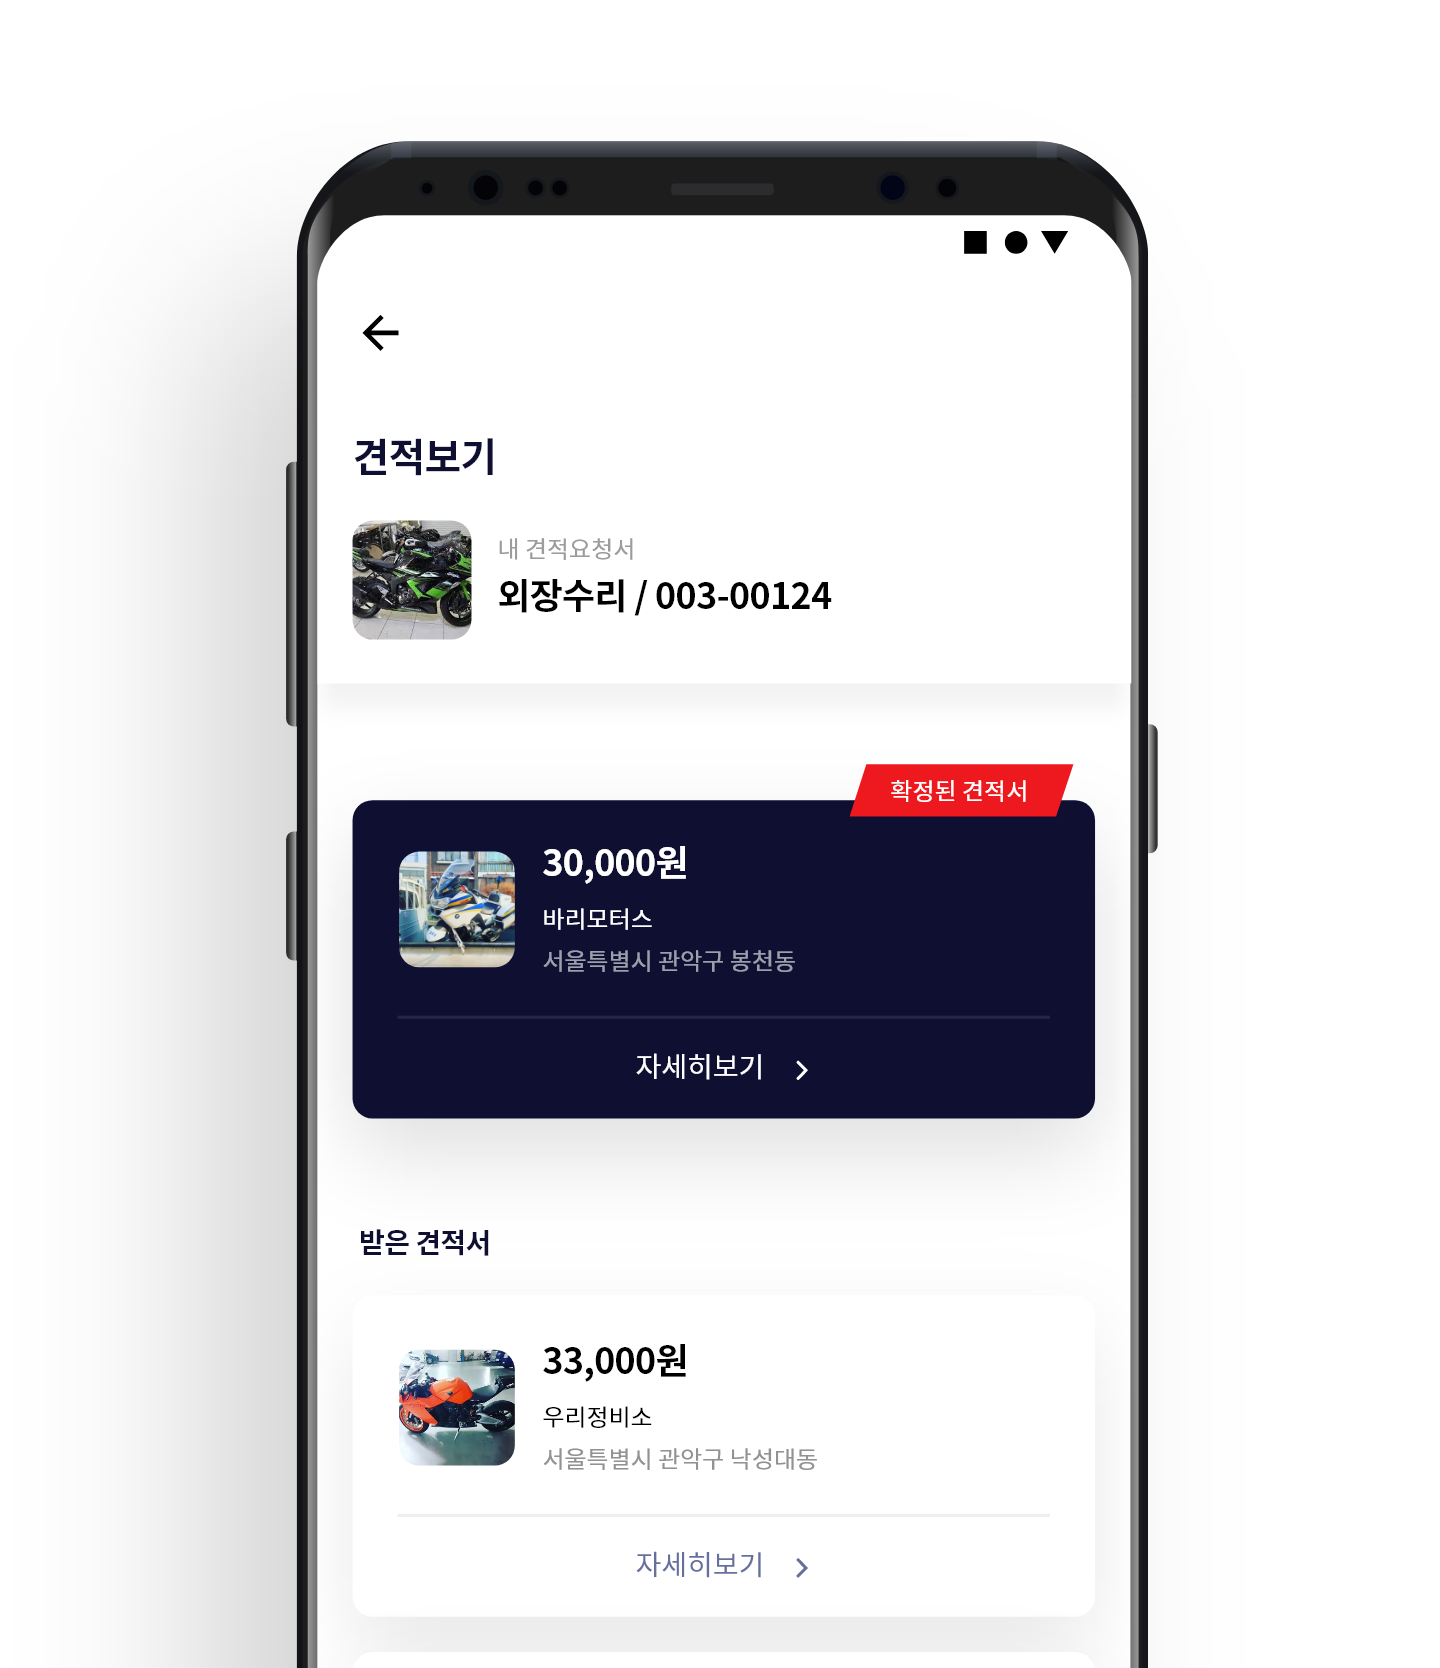 견적보기
내 견적요청서
외장수리 / 003-00124
확정된 견적서
30,000원
바리모터스
서울특별시 관악구 봉천동
자세히보기
받은 견적서
33,000원
우리정비소
서울특별시 관악구 낙성대동
자세히보기